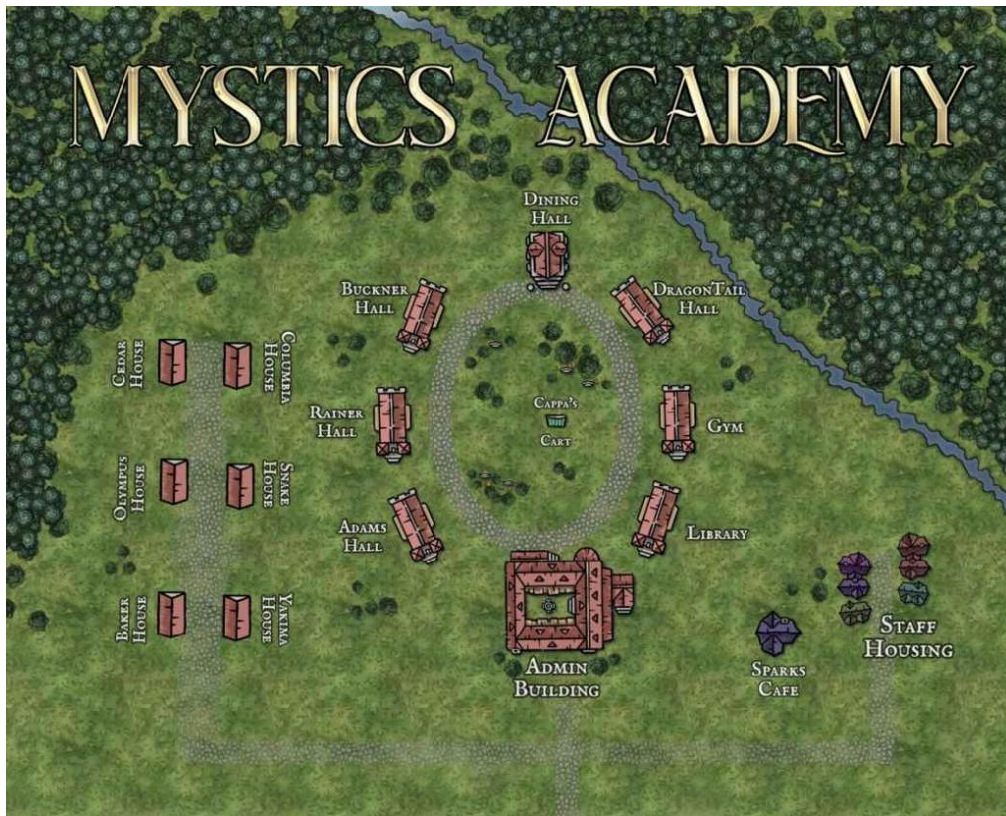 MYSTICS ACADEMY
DINING
HALL
BUCKNER
HALL
DRAGONTAIL
HALL
CEDAR
HOUSE
COLUMBIA
HOUSE
RAINER
HALL
CAPPA'S
CART
GYM
OLYMPUS
HOUSE
SNAKE
HOUSE
ADAMS
HALL
LIBRARY
BAKER
HOUSE
YAKIMA
HOUSE
ADMIN
BUILDING
SPARKS
CAFE
STAFF
HOUSING